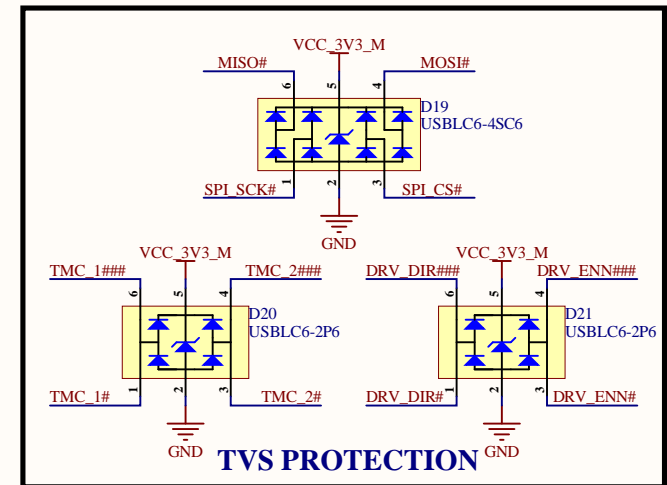 VCC_3V3_M
MISO# MOSI#
6 5 4
D19
USBLC6-4SC6
1 2 3
SPI_SCK# SPI_CS#
GND
VCC_3V3_M VCC_3V3_M
TMC_1### TMC_2### DRV_DIR### DRV_ENN###
6 5 4 6 5 4
D20 D21
USBLC6-2P6 USBLC6-2P6
1 2 3 1 2 3
TMC_1# TMC_2# DRV_DIR# DRV_ENN#
GND GND
TVS PROTECTION